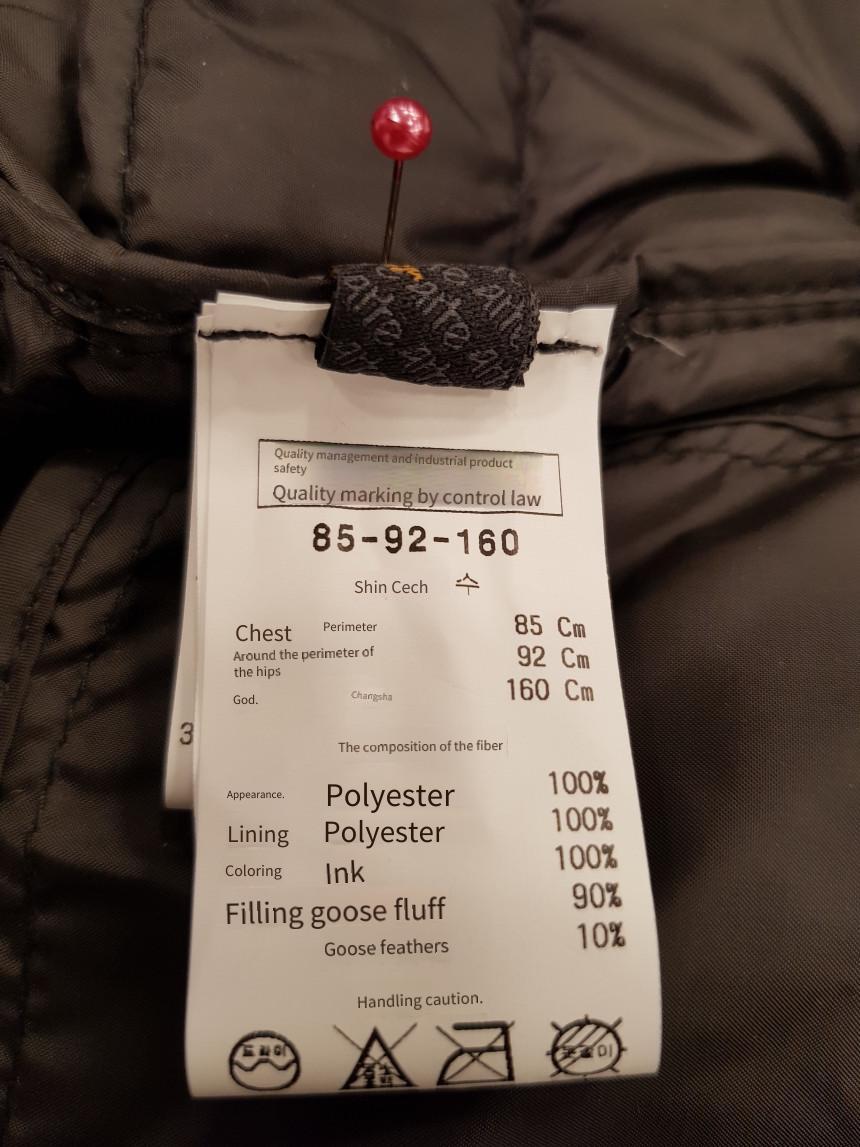 Quality management and industrial product
safety
Quality marking by control law
85-92-160
Shin Cech 수
Chest Perimeter 85 Cm
Around the perimeter of
the hips 92 Cm
God. Changsha 160 Cm
3
The composition of the fiber
Appearance. Polyester 100%
Lining Polyester 100%
Coloring Ink 100%
Filling goose fluff 90%
Goose feathers 10%
Handling caution.
드라이